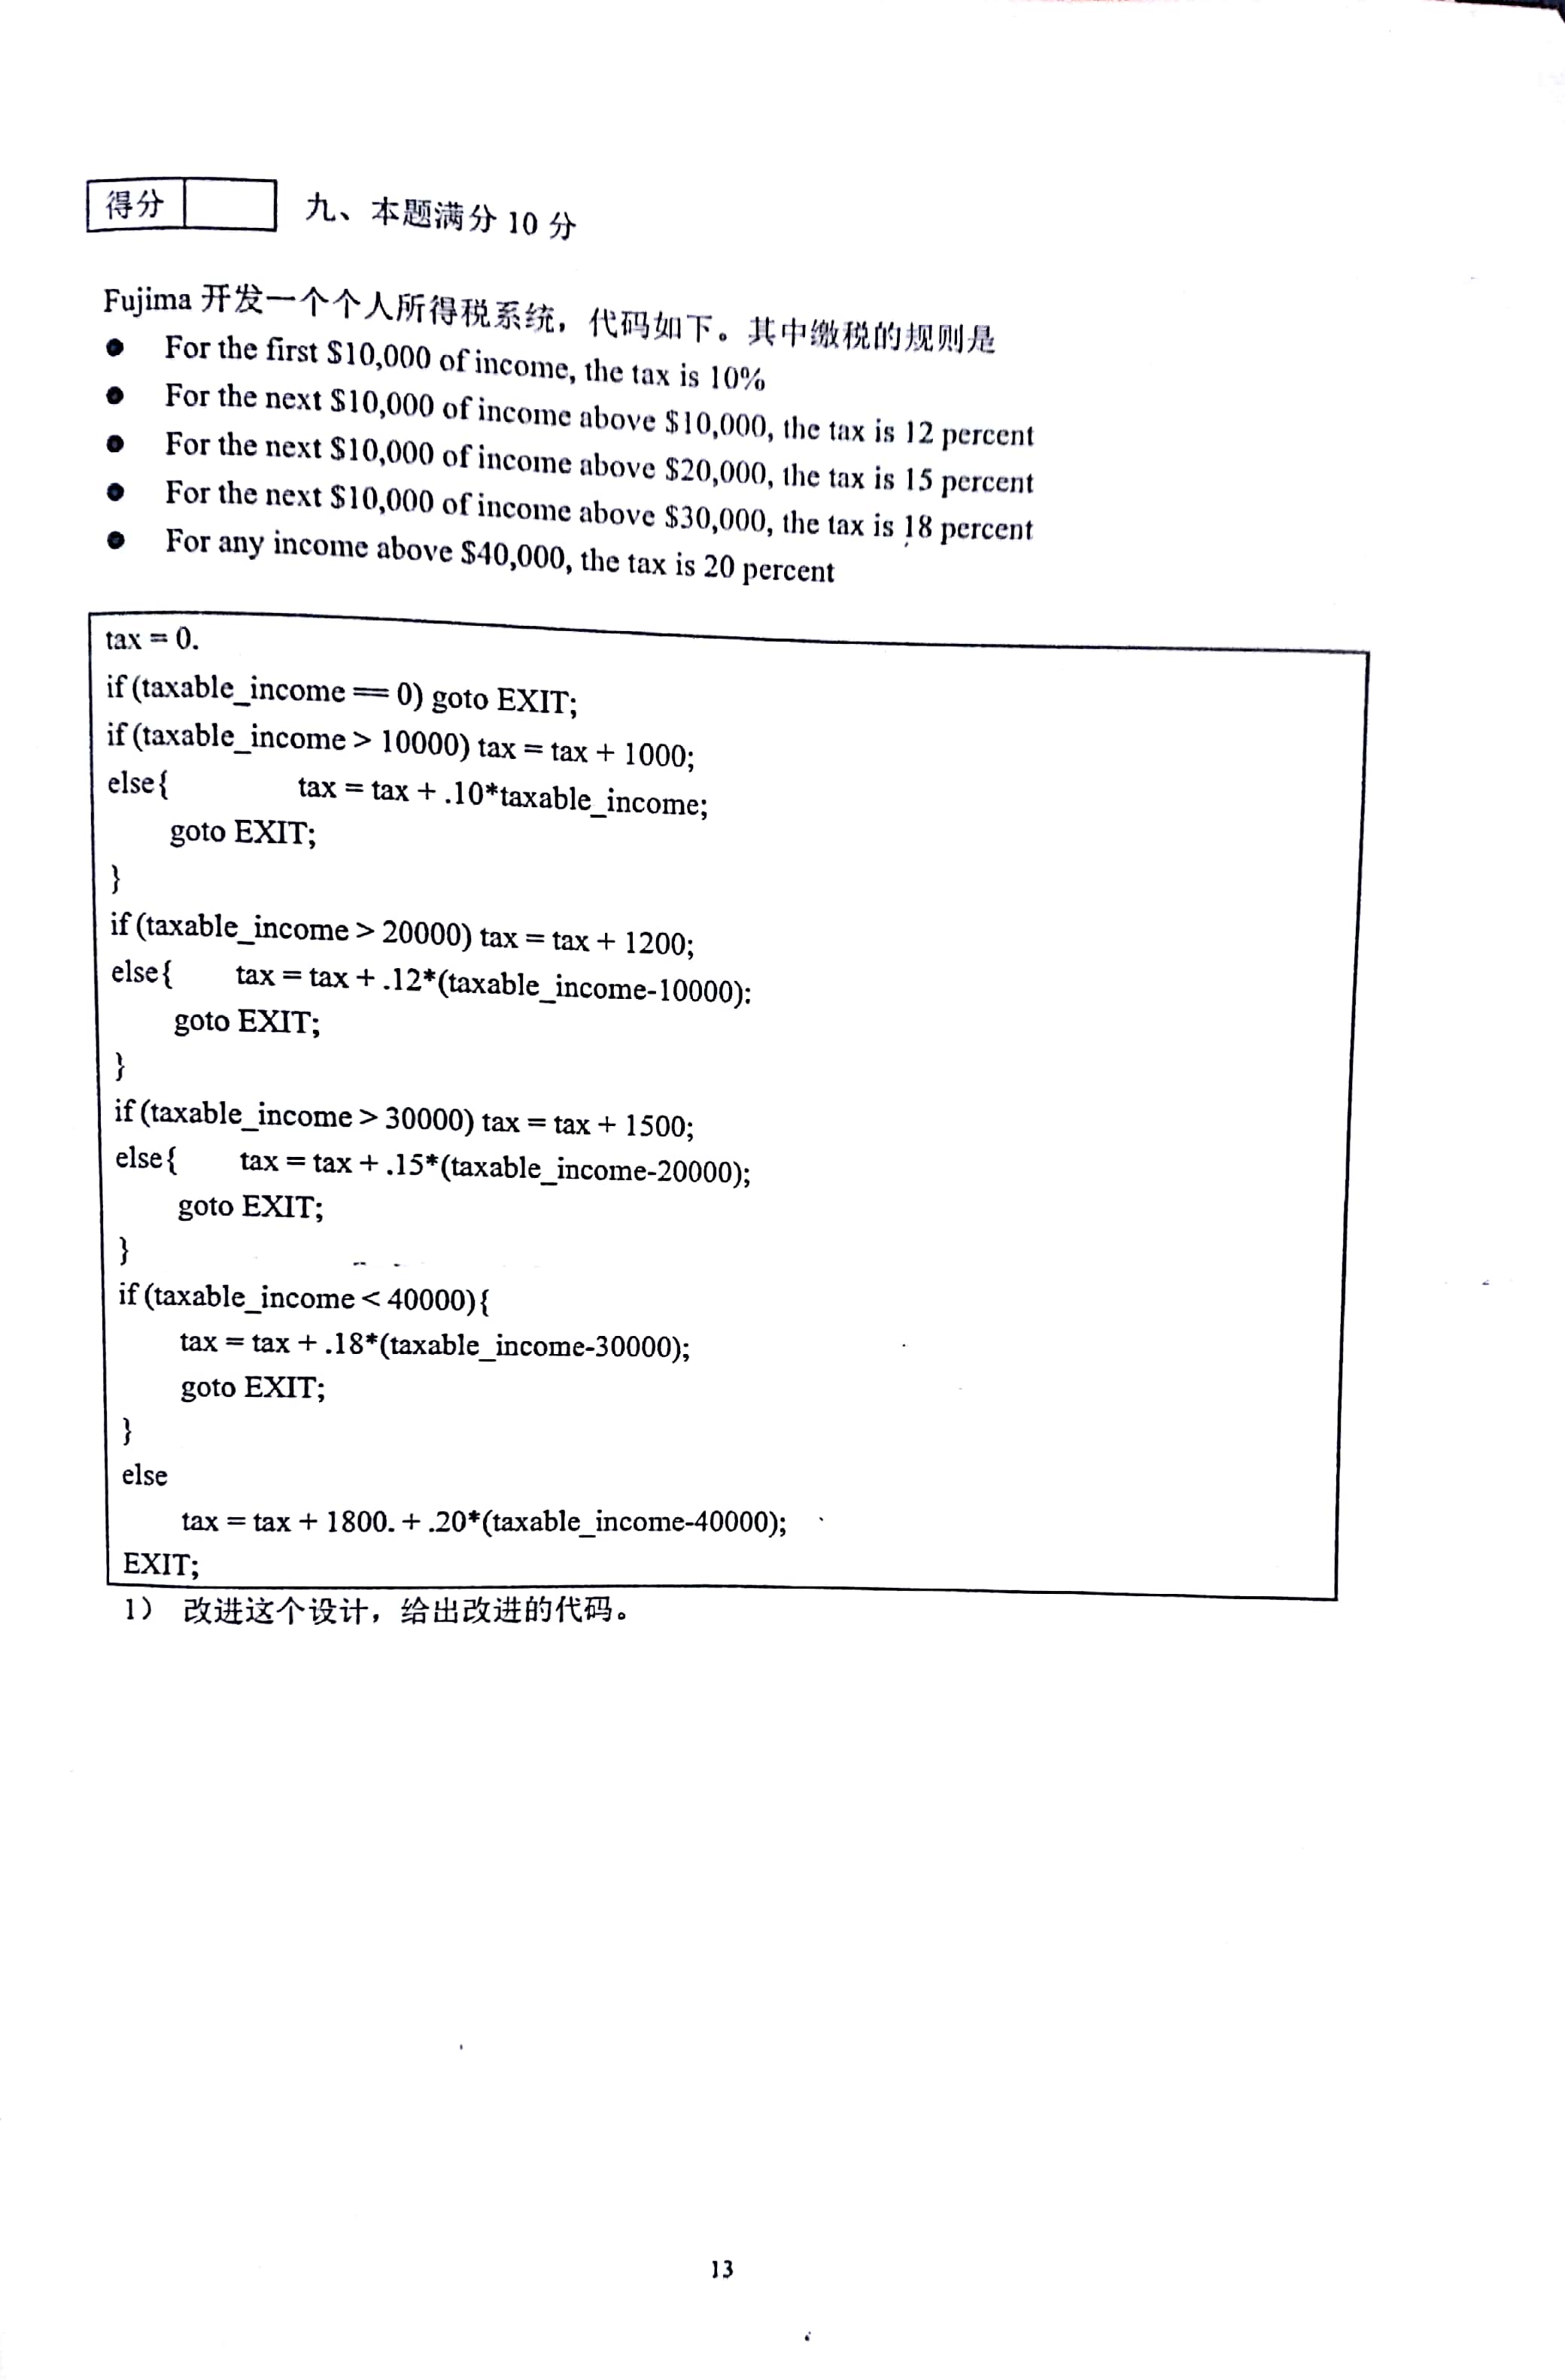 得分 九、本题满分 10 分
Fujima 开发一个个人所得税系统，代码如下。其中缴税的规则是
● For the first $10,000 of income, the tax is 10%
● For the next $10,000 of income above $10,000, the tax is 12 percent
● For the next $10,000 of income above $20,000, the tax is 15 percent
● For the next $10,000 of income above $30,000, the tax is 18 percent
● For any income above $40,000, the tax is 20 percent
tax = 0.
if (taxable_income == 0) goto EXIT;
if (taxable_income > 10000) tax = tax + 1000;
else{ tax = tax + .10*taxable_income;
goto EXIT;
}
if (taxable_income > 20000) tax = tax + 1200;
else{ tax = tax + .12*(taxable_income-10000):
goto EXIT;
}
if (taxable_income > 30000) tax = tax + 1500;
else{ tax = tax + .15*(taxable_income-20000);
goto EXIT;
}
if (taxable_income < 40000){
tax = tax + .18*(taxable_income-30000);
goto EXIT;
}
else
tax = tax + 1800. + .20*(taxable_income-40000);
EXIT;
1） 改进这个设计，给出改进的代码。
13